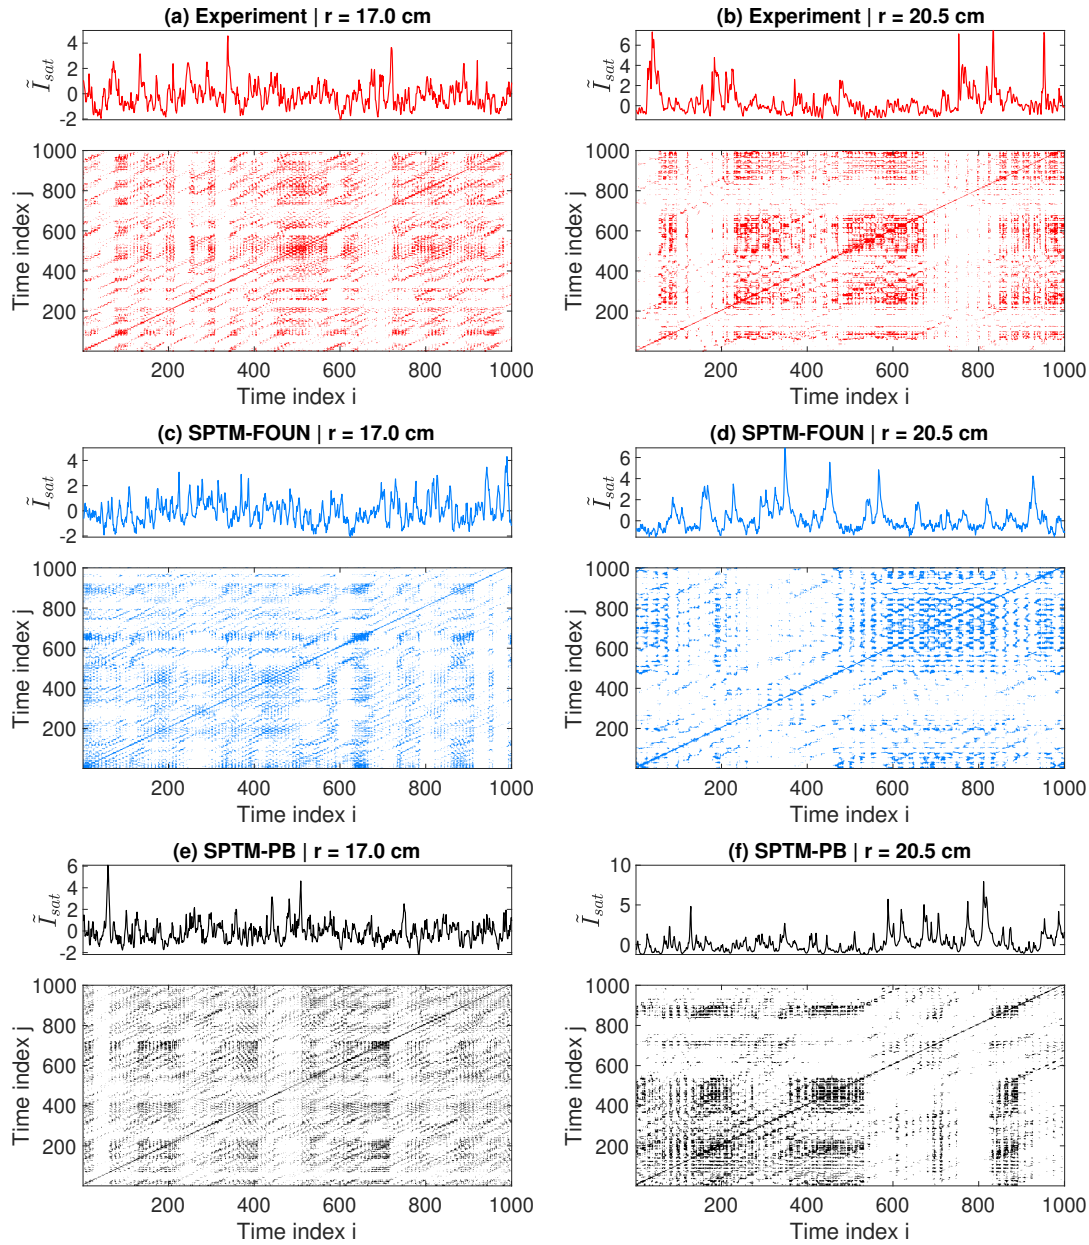 (a) Experiment | r = 17.0 cm
4
2
0
-2
Ĩsat
1000
800
600
400
200
Time index j
200 400 600 800 1000
Time index i
(b) Experiment | r = 20.5 cm
6
4
2
0
Ĩsat
1000
800
600
400
200
Time index j
200 400 600 800 1000
Time index i
(c) SPTM-FOUN | r = 17.0 cm
4
2
0
-2
Ĩsat
1000
800
600
400
200
Time index j
200 400 600 800 1000
Time index i
(d) SPTM-FOUN | r = 20.5 cm
6
4
2
0
Ĩsat
1000
800
600
400
200
Time index j
200 400 600 800 1000
Time index i
(e) SPTM-PB | r = 17.0 cm
6
4
2
0
-2
Ĩsat
1000
800
600
400
200
Time index j
200 400 600 800 1000
Time index i
(f) SPTM-PB | r = 20.5 cm
10
5
0
Ĩsat
1000
800
600
400
200
Time index j
200 400 600 800 1000
Time index i